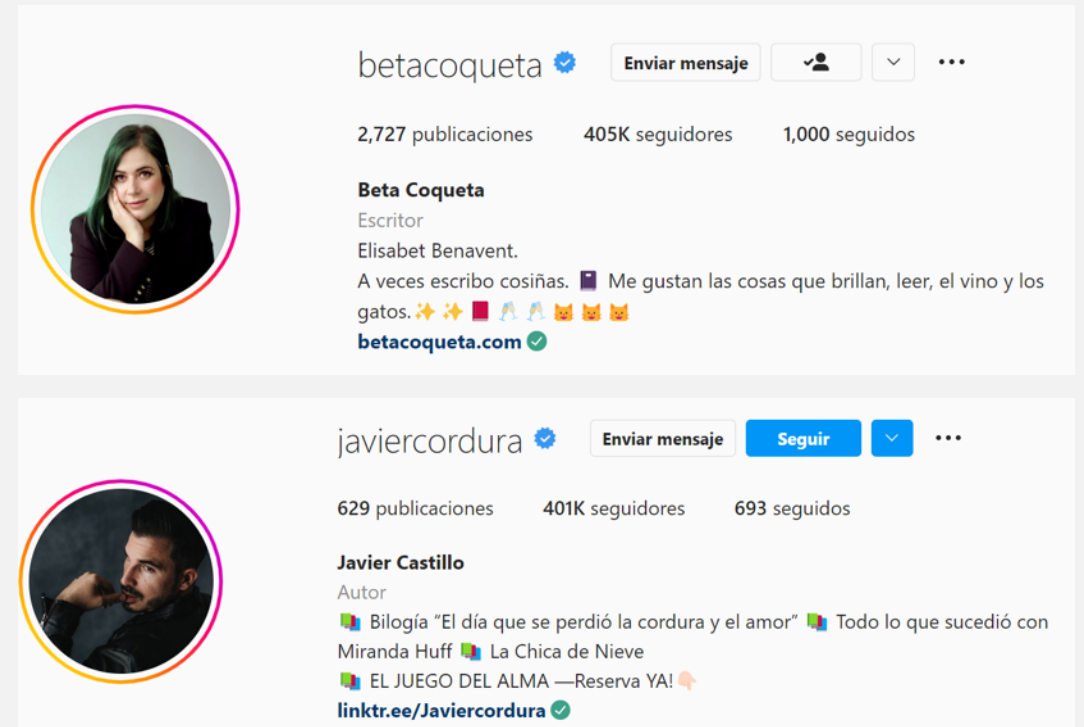 betacoqueta Enviar mensaje
2,727 publicaciones 405K seguidores 1,000 seguidos
Beta Coqueta
Escritor
Elisabet Benavent.
A veces escribo cosiñas. 📓 Me gustan las cosas que brillan, leer, el vino y los
gatos. ✨ ✨ 📕 🥂 🥂 😺 😺 😺
betacoqueta.com
javiercordura Enviar mensaje Seguir
629 publicaciones 401K seguidores 693 seguidos
Javier Castillo
Autor
📚 Bilogía “El día que se perdió la cordura y el amor” 📚 Todo lo que sucedió con
Miranda Huff 📚 La Chica de Nieve
📚 EL JUEGO DEL ALMA —Reserva YA! 👇🏻
linktr.ee/Javiercordura